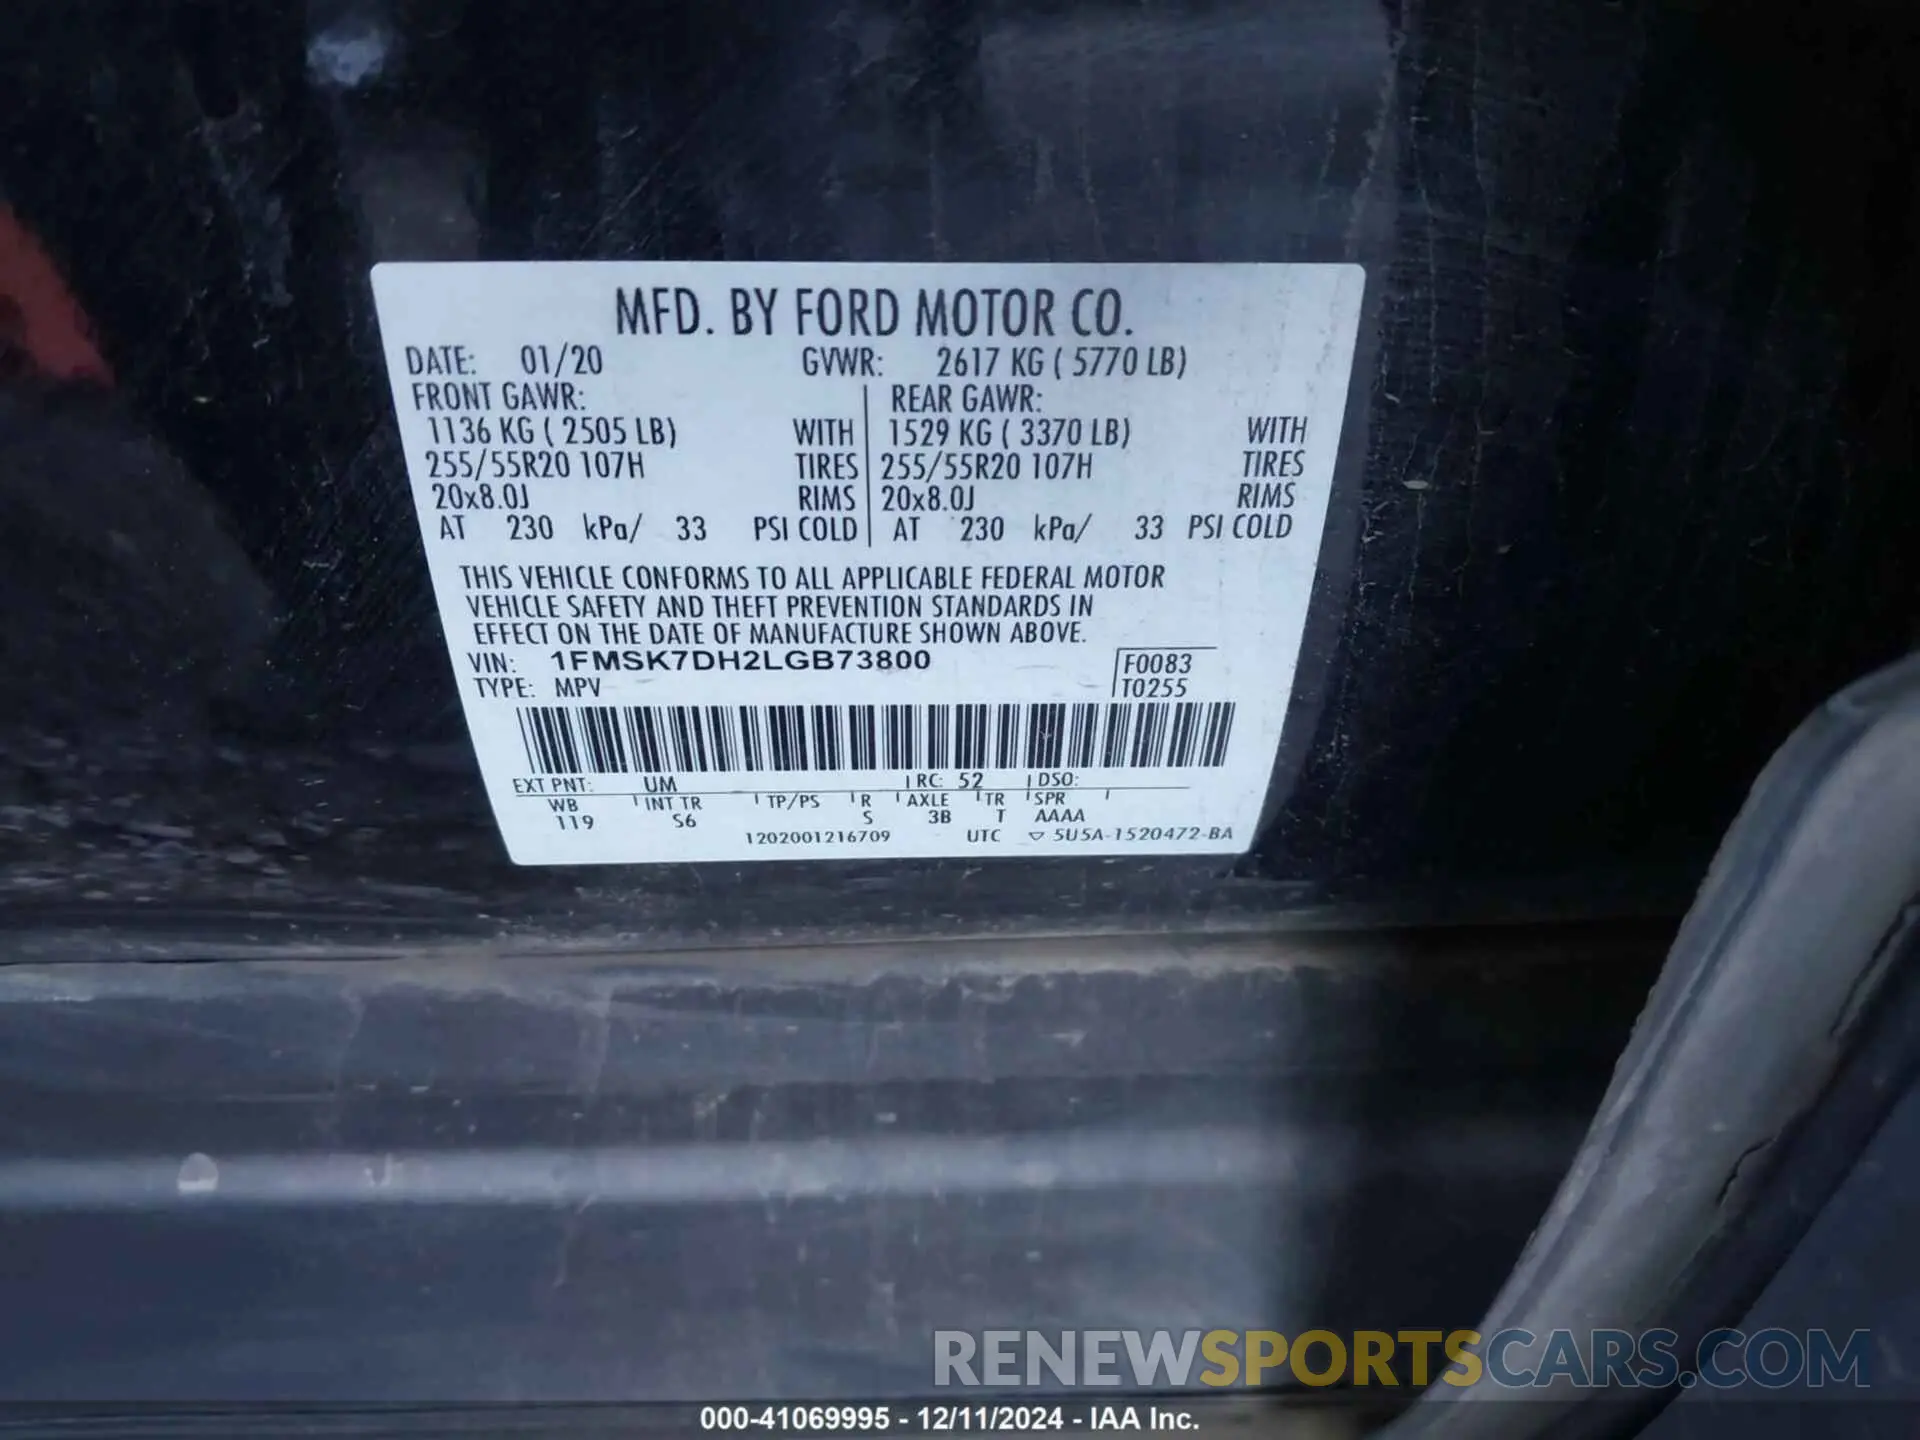 MFD. BY FORD MOTOR CO.
DATE: 01/20 GVWR: 2617 KG ( 5770 LB)
FRONT GAWR: REAR GAWR:
1136 KG ( 2505 LB) WITH 1529 KG ( 3370 LB) WITH
255/55R20 107H TIRES 255/55R20 107H TIRES
20x8.0J RIMS 20x8.0J RIMS
AT 230 kPa/ 33 PSI COLD AT 230 kPa/ 33 PSI COLD
THIS VEHICLE CONFORMS TO ALL APPLICABLE FEDERAL MOTOR
VEHICLE SAFETY AND THEFT PREVENTION STANDARDS IN
EFFECT ON THE DATE OF MANUFACTURE SHOWN ABOVE.
VIN: 1FMSK7DH2LGB73800 F0083
TYPE: MPV T0255
EXT PNT: UM RC: 52 DSO:
WB INT TR TP/PS R AXLE TR SPR
119 S6 S 3B T AAAA
1202001216709 UTC ▽ 5U5A-1520472-BA
RENEWSPORTSCARS.COM
000-41069995 - 12/11/2024 - IAA Inc.